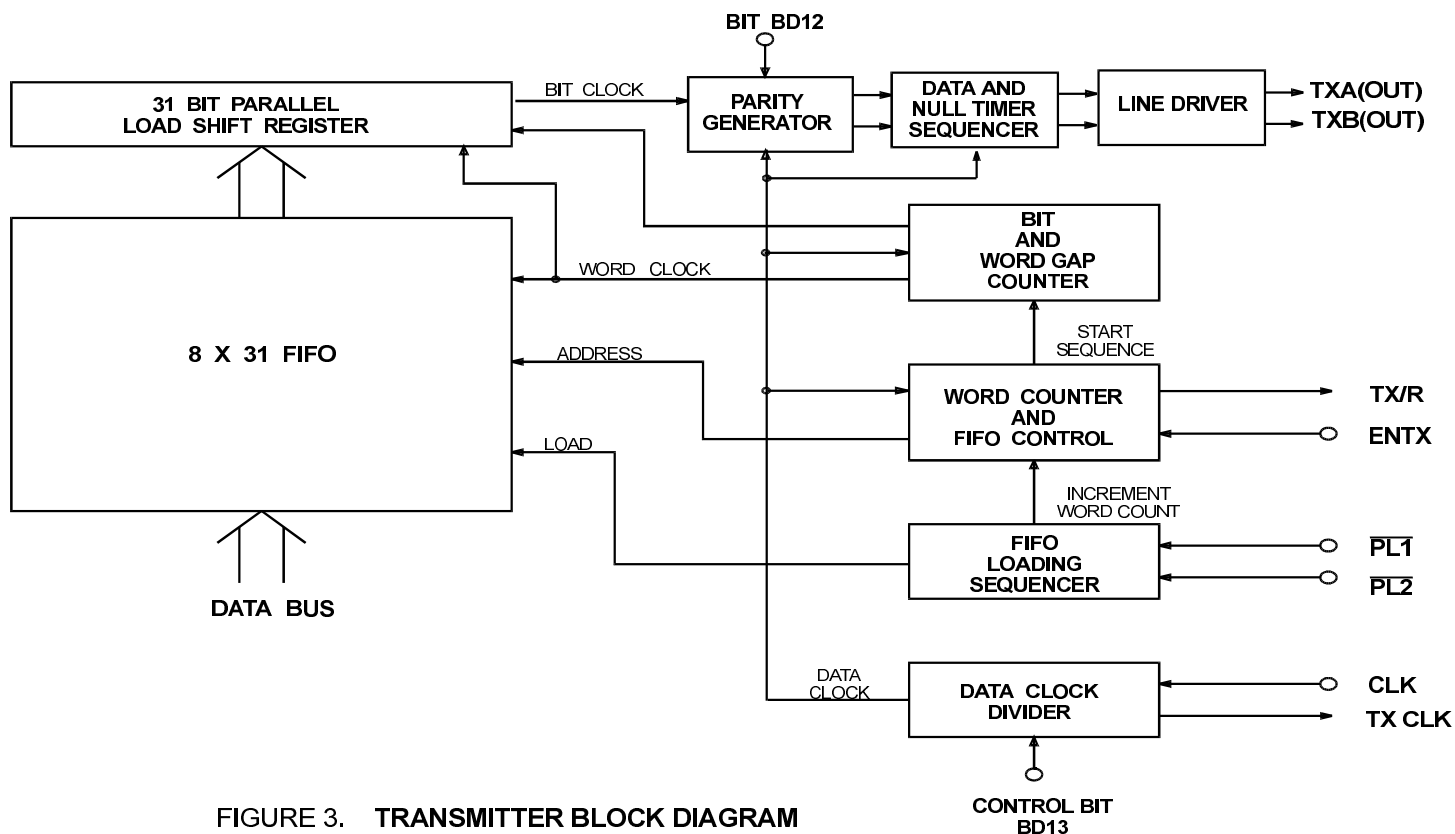 BIT BD12
31 BIT PARALLEL
LOAD SHIFT REGISTER
BIT CLOCK
PARITY
GENERATOR
DATA AND
NULL TIMER
SEQUENCER
LINE DRIVER
TXA(OUT)
TXB(OUT)
BIT
AND
WORD GAP
COUNTER
WORD CLOCK
8 X 31 FIFO
START
SEQUENCE
ADDRESS
WORD COUNTER
AND
FIFO CONTROL
TX/R
ENTX
LOAD
INCREMENT
WORD COUNT
FIFO
LOADING
SEQUENCER
PL1
PL2
DATA BUS
DATA
CLOCK
DATA CLOCK
DIVIDER
CLK
TX CLK
CONTROL BIT
BD13
FIGURE 3. TRANSMITTER BLOCK DIAGRAM